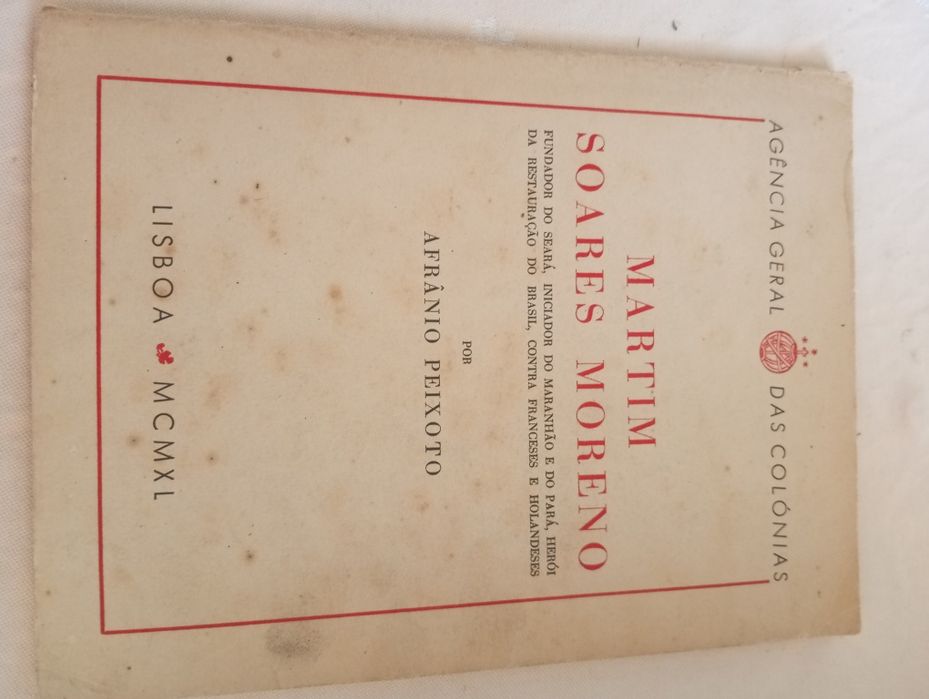 AGÊNCIA GERAL DAS COLÓNIAS
MARTIM
SOARES MORENO
FUNDADOR DO SEARÁ, INICIADOR DO MARANHÃO E DO PARÁ, HERÓI
DA RESTAURAÇÃO DO BRASIL, CONTRA FRANCESES E HOLANDESES
POR
AFRÂNIO PEIXOTO
LISBOA MCMXL